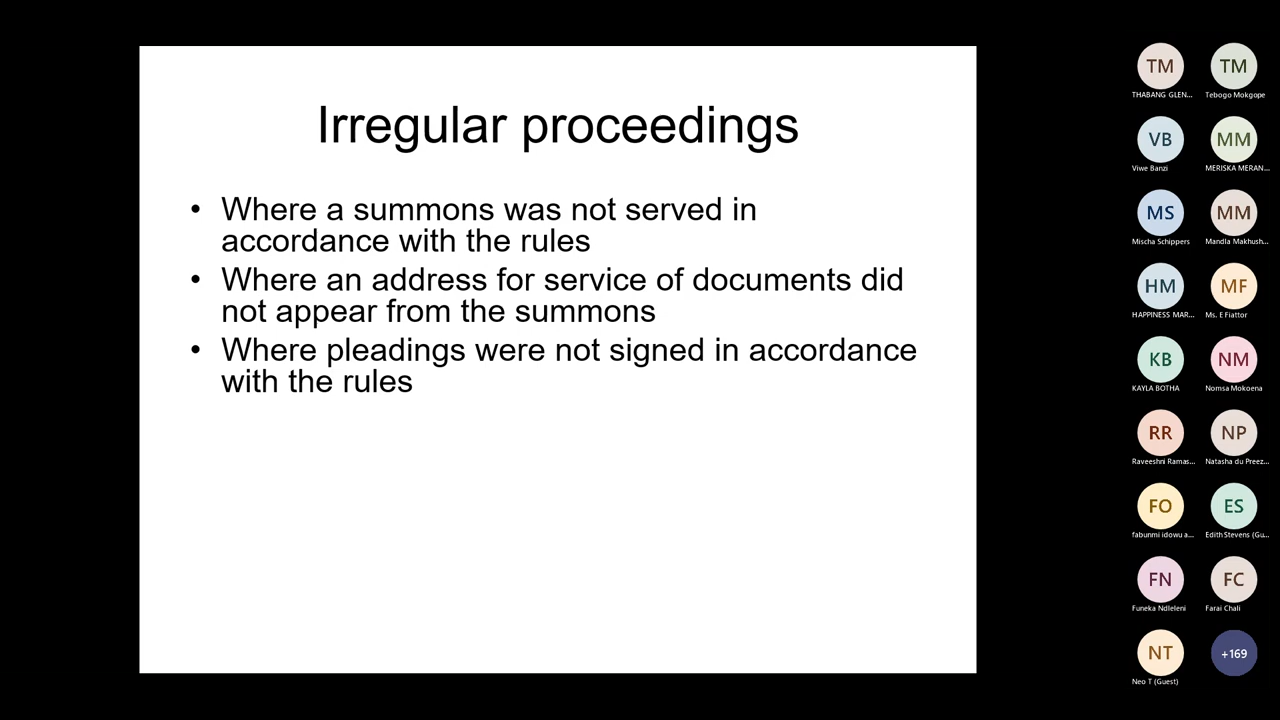 Irregular proceedings
• Where a summons was not served in
accordance with the rules
• Where an address for service of documents did
not appear from the summons
• Where pleadings were not signed in accordance
with the rules
TM TM
THABANG GLEN... Tebogo Mokgope
VB MM
Viwe Banzi MERISKA MERAN...
MS MM
Mischa Schippers Mandla Makhush...
HM MF
HAPPINESS MAR... Ms. E Fiattor
KB NM
KAYLA BOTHA Nomsa Mokoena
RR NP
Raveeshni Ramas... Natasha du Preez...
FO ES
fabunmi idowu a... Edith Stevens (Gu...
FN FC
Funeka Ndleleni Farai Chali
NT +169
Neo T (Guest)